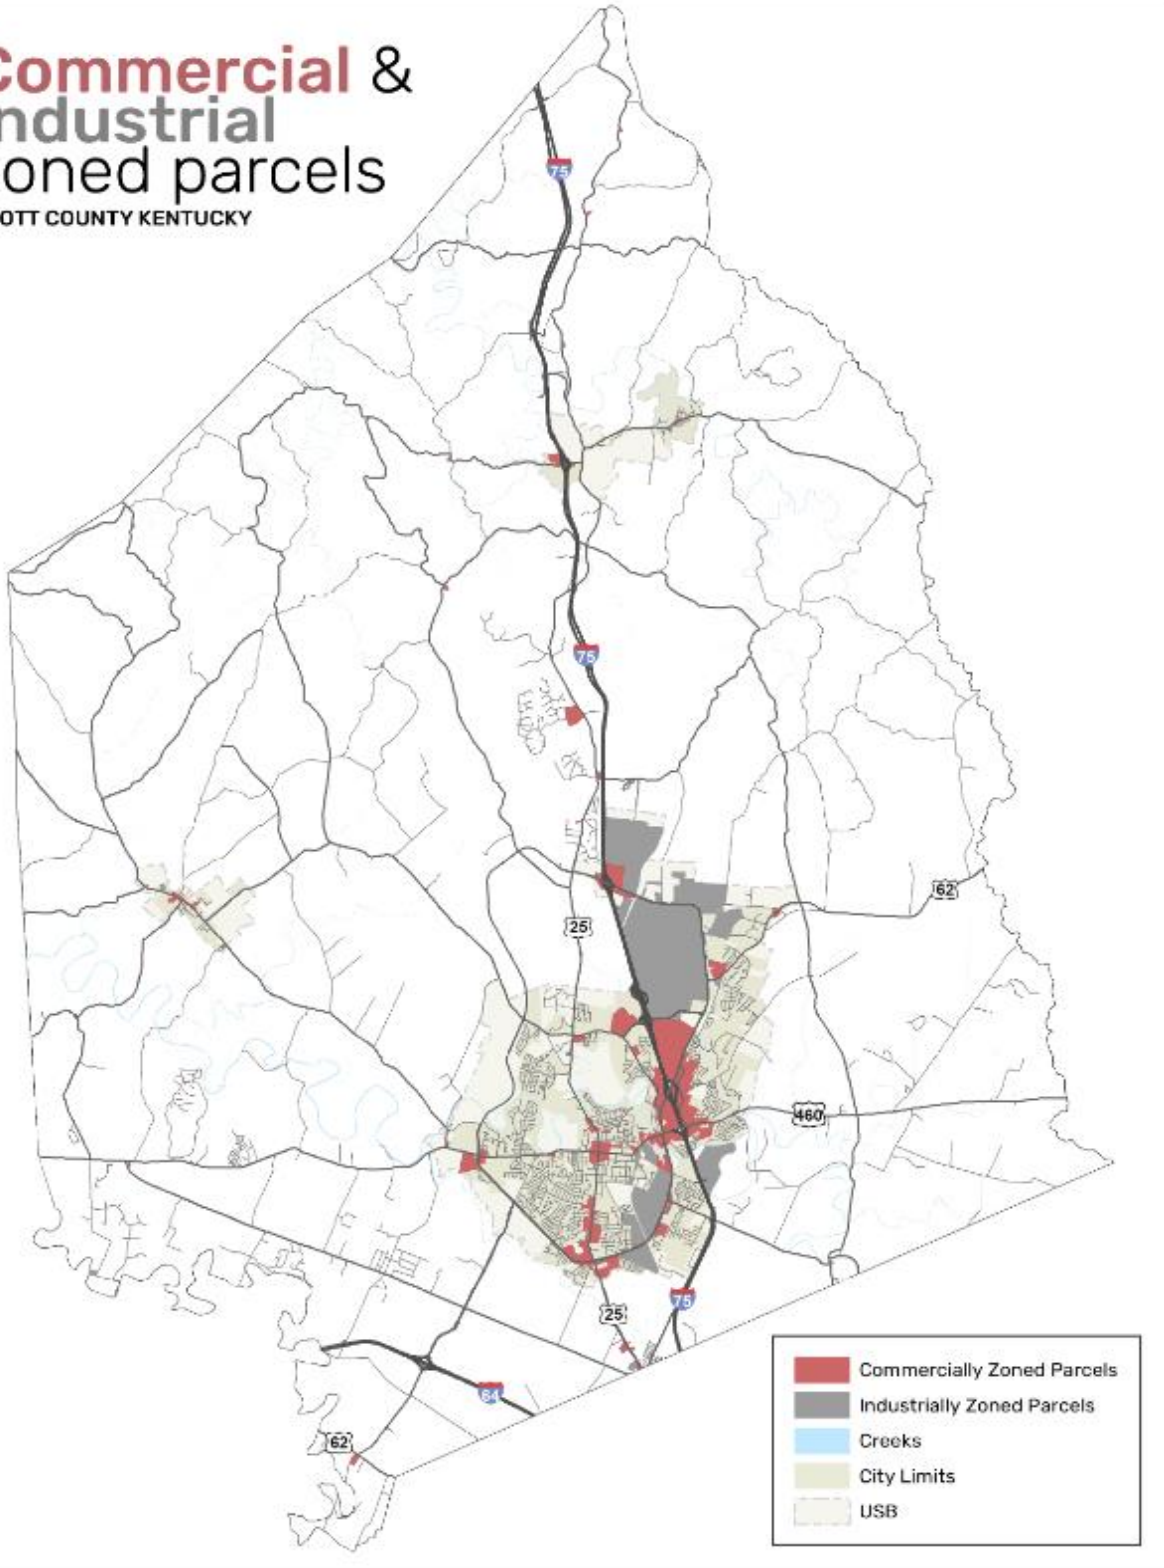 Commercial &
ndustrial
oned parcels
OTT COUNTY KENTUCKY
75
75
62
25
460
25
75
64
62
Commercially Zoned Parcels
Industrially Zoned Parcels
Creeks
City Limits
USB